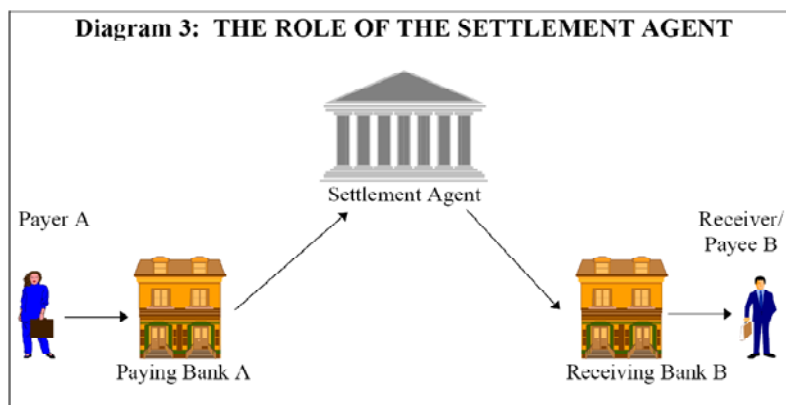 Diagram 3: THE ROLE OF THE SETTLEMENT AGENT
Settlement Agent
Payer A
Receiver/
Payee B
Paying Bank A
Receiving Bank B